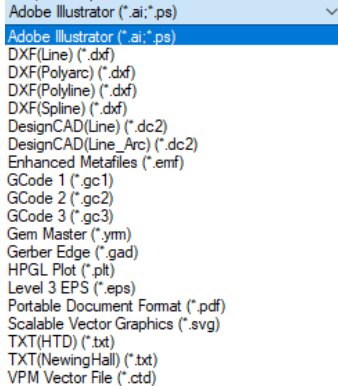 Adobe Illustrator (*.ai;*.ps)
Adobe Illustrator (*.ai;*.ps)
DXF(Line) (*.dxf)
DXF(Polyarc) (*.dxf)
DXF(Polyline) (*.dxf)
DXF(Spline) (*.dxf)
DesignCAD(Line) (*.dc2)
DesignCAD(Line_Arc) (*.dc2)
Enhanced Metafiles (*.emf)
GCode 1 (*.gc1)
GCode 2 (*.gc2)
GCode 3 (*.gc3)
Gem Master (*.yrm)
Gerber Edge (*.gad)
HPGL Plot (*.plt)
Level 3 EPS (*.eps)
Portable Document Format (*.pdf)
Scalable Vector Graphics (*.svg)
TXT(HTD) (*.txt)
TXT(NewingHall) (*.txt)
VPM Vector File (*.ctd)